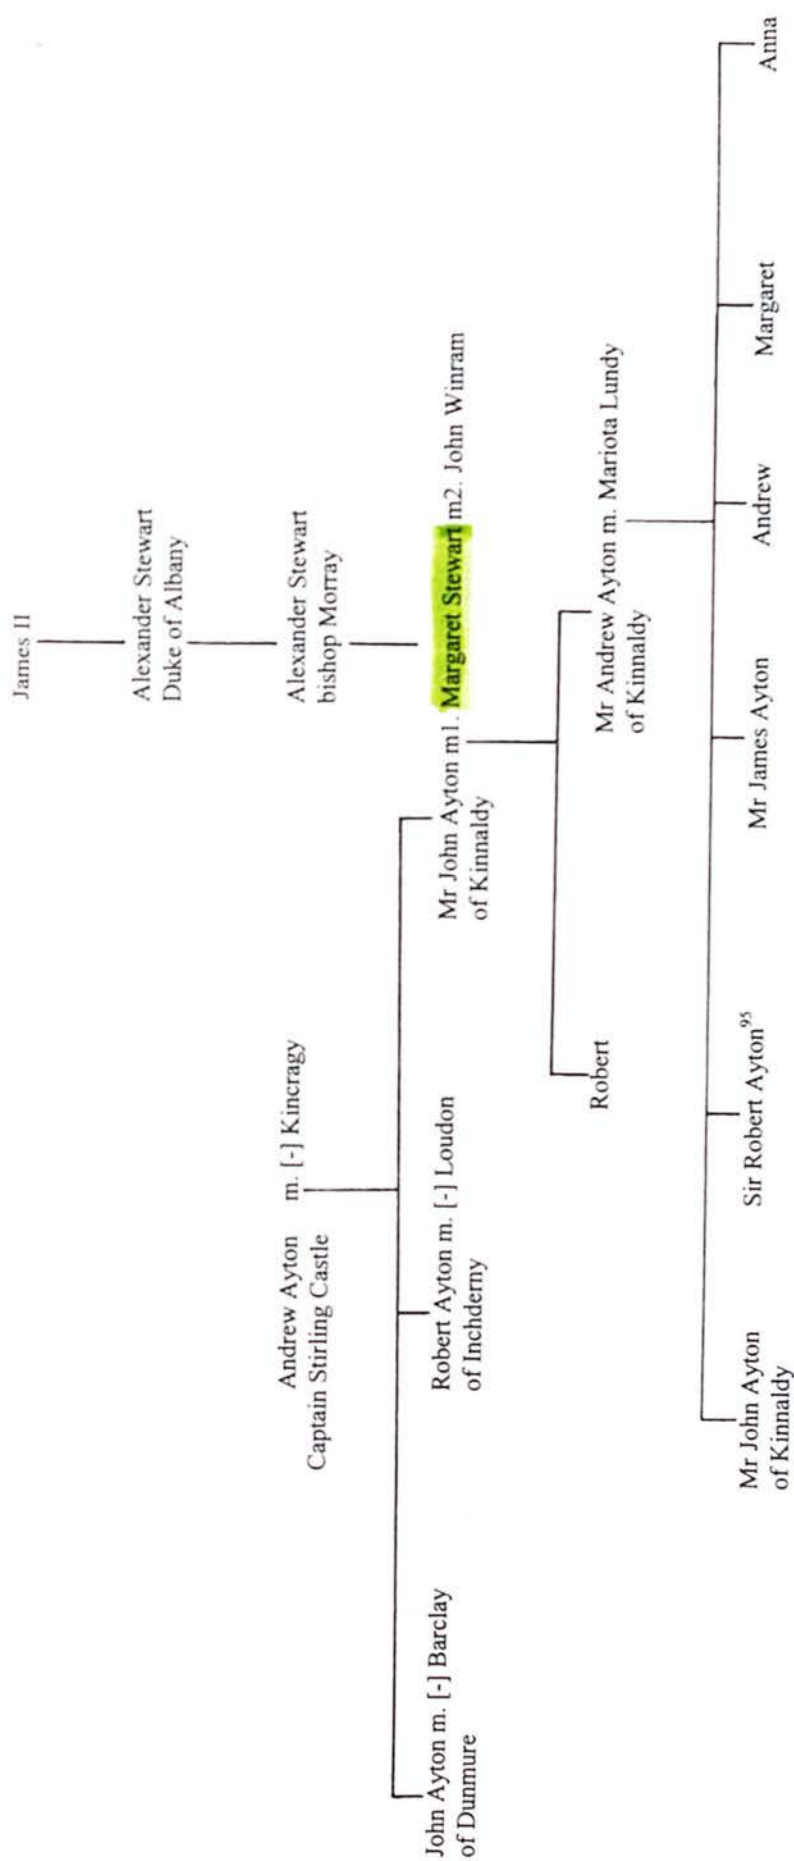 James II
Alexander Stewart
Duke of Albany
Alexander Stewart
bishop Morray
Andrew Ayton m. [-] Kincragy
Captain Stirling Castle
John Ayton m. [-] Barclay
of Dunmure
Robert Ayton m. [-] Loudon
of Inchderny
Mr John Ayton m1. Margaret Stewart m2. John Winram
of Kinnaldy
Robert
Mr Andrew Ayton m. Mariota Lundy
of Kinnaldy
Mr John Ayton
of Kinnaldy
Sir Robert Ayton95
Mr James Ayton
Andrew
Margaret
Anna